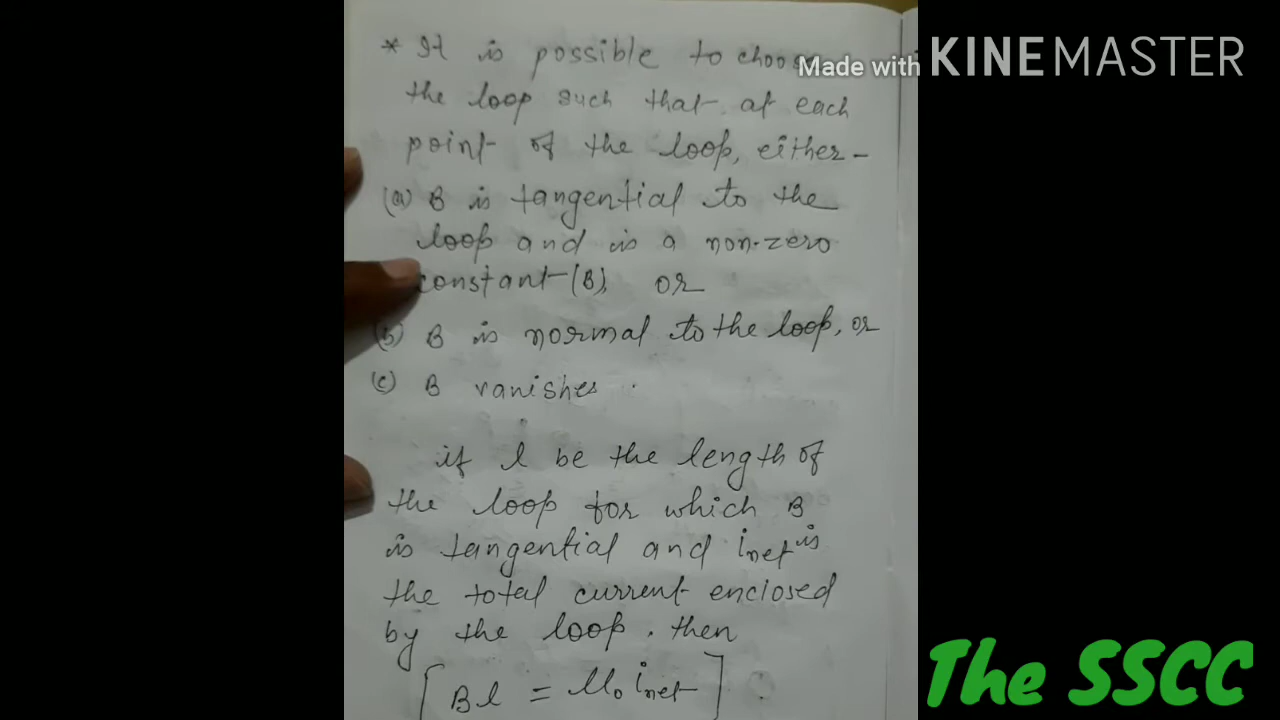 * It is possible to choose
the loop such that at each
point of the loop, either -
(a) B is tangential to the
loop and is a non-zero
constant (B), or
(b) B is normal to the loop, or
(c) B vanishes.
if l be the length of
the loop for which B
is tangential and inet is
the total current enclosed
by the loop. then
[Bl = μ₀ inet]
Made with KINEMASTER
The SSCC